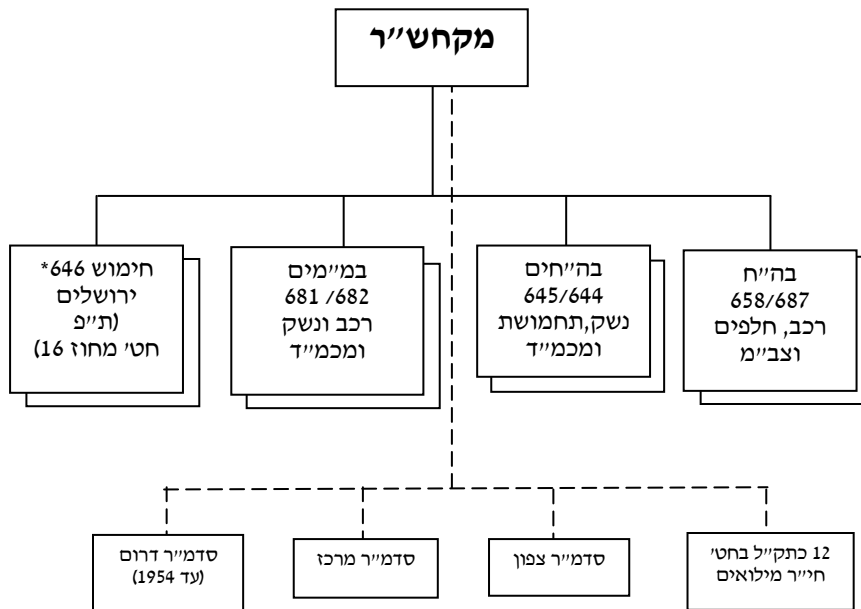 מקחש״ר
בה״ח
658/687
רכב, חלפים
וצב״מ
בה״חים
645/644
נשק,תחמושת
ומכמ״ד
במ״מים
681 /682
רכב ונשק
ומכמ״ד
חימוש 646*
ירושלים
(ת״פ
חט׳ מחוז 16)
12 כתק״ל בחט׳
חי״ר מילואים
סדמ״ר צפון
סדמ״ר מרכז
סדמ״ר דרום
(עד 1954)